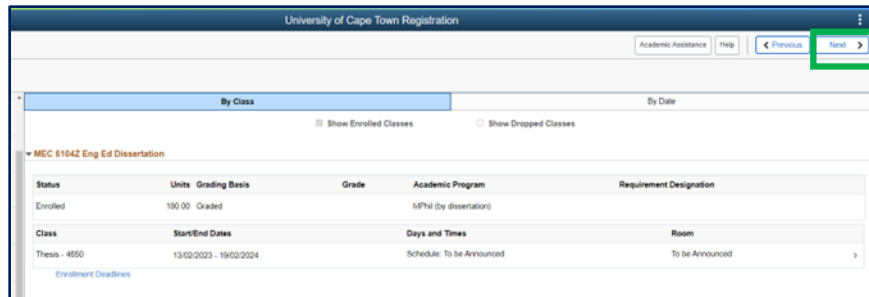 University of Cape Town Registration
Academic Assistance Help Previous Next
By Class By Date
Show Enrolled Classes Show Dropped Classes
MEC 5104Z Eng Ed Dissertation
Status Units Grading Basis Grade Academic Program Requirement Designation
Enrolled 180.00 Graded MPhil (by dissertation)
Class Start/End Dates Days and Times Room
Thesis - 4650 13/02/2023 - 19/02/2024 Schedule: To be Announced To be Announced
Enrollment Deadlines